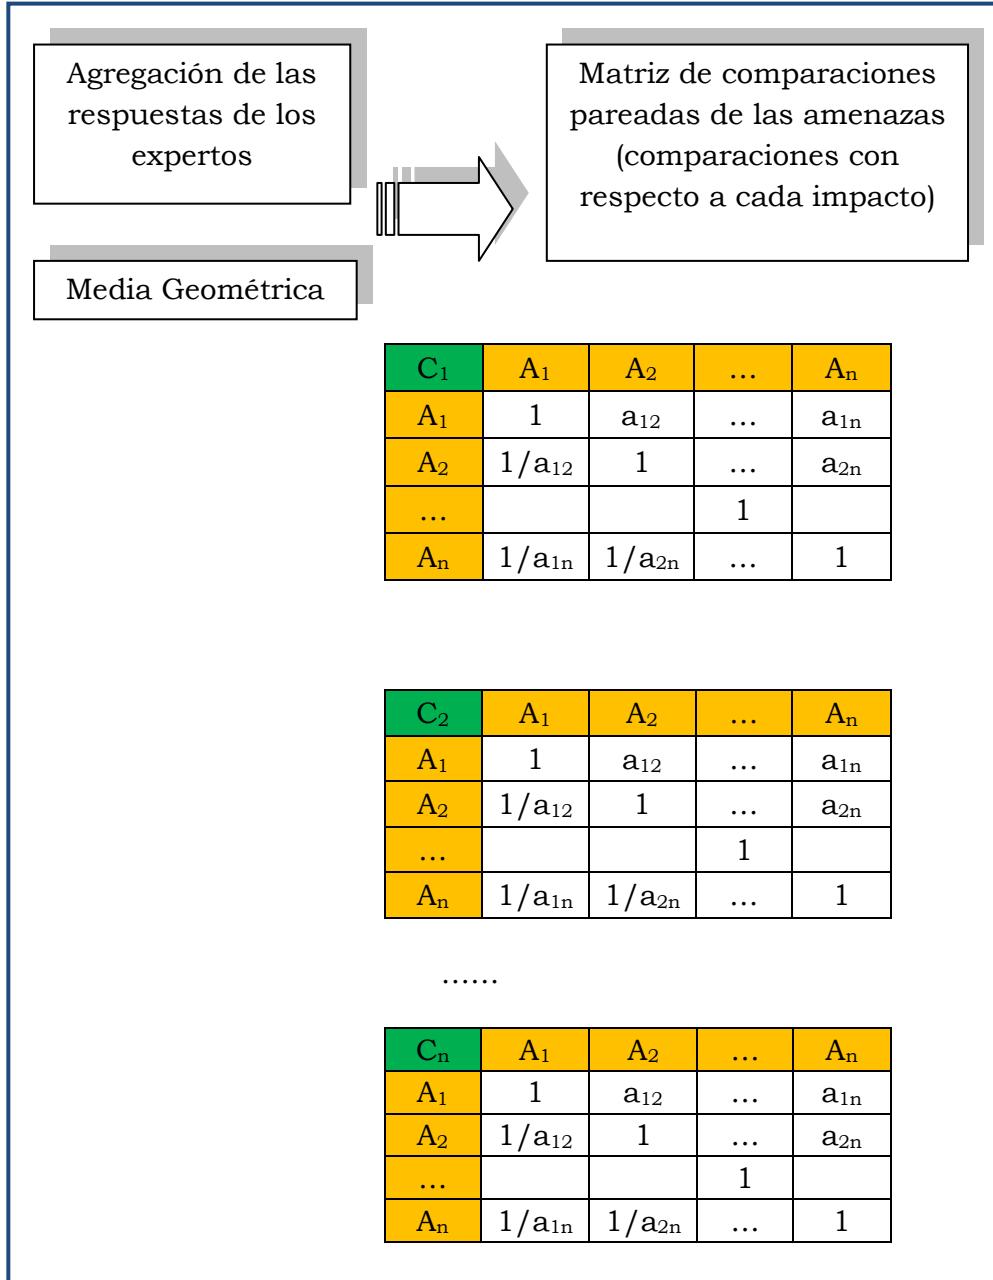 Agregación de las
respuestas de los
expertos
Matriz de comparaciones
pareadas de las amenazas
(comparaciones con
respecto a cada impacto)
Media Geométrica
C₁ A₁ A₂ … Aₙ
A₁ 1 a₁₂ … a₁ₙ
A₂ 1/a₁₂ 1 … a₂ₙ
… 1
Aₙ 1/a₁ₙ 1/a₂ₙ … 1
C₂ A₁ A₂ … Aₙ
A₁ 1 a₁₂ … a₁ₙ
A₂ 1/a₁₂ 1 … a₂ₙ
… 1
Aₙ 1/a₁ₙ 1/a₂ₙ … 1
……
Cₙ A₁ A₂ … Aₙ
A₁ 1 a₁₂ … a₁ₙ
A₂ 1/a₁₂ 1 … a₂ₙ
… 1
Aₙ 1/a₁ₙ 1/a₂ₙ … 1